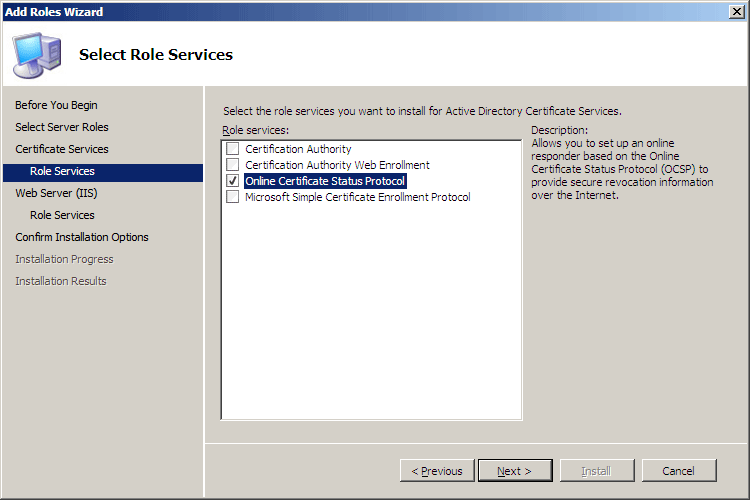 Add Roles Wizard
Select Role Services
Before You Begin
Select Server Roles
Certificate Services
Role Services
Web Server (IIS)
Role Services
Confirm Installation Options
Installation Progress
Installation Results
Select the role services you want to install for Active Directory Certificate Services.
Role services:
Certification Authority
Certification Authority Web Enrollment
Online Certificate Status Protocol
Microsoft Simple Certificate Enrollment Protocol
Description:
Allows you to set up an online
responder based on the Online
Certificate Status Protocol (OCSP) to
provide secure revocation information
over the Internet.
< Previous
Next >
Install
Cancel